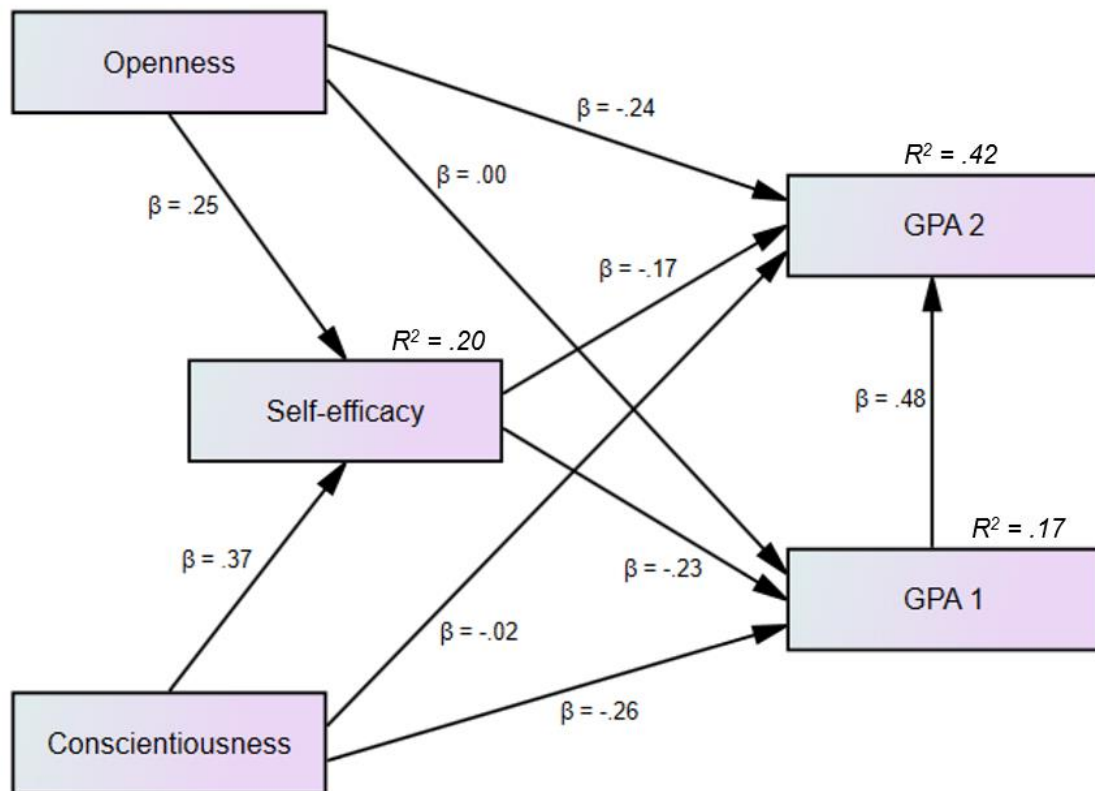 Openness
β = -.24
R² = .42
β = .00
β = .25
GPA 2
β = -.17
R² = .20
Self-efficacy
β = .48
R² = .17
β = .37
β = -.23
GPA 1
β = -.02
β = -.26
Conscientiousness